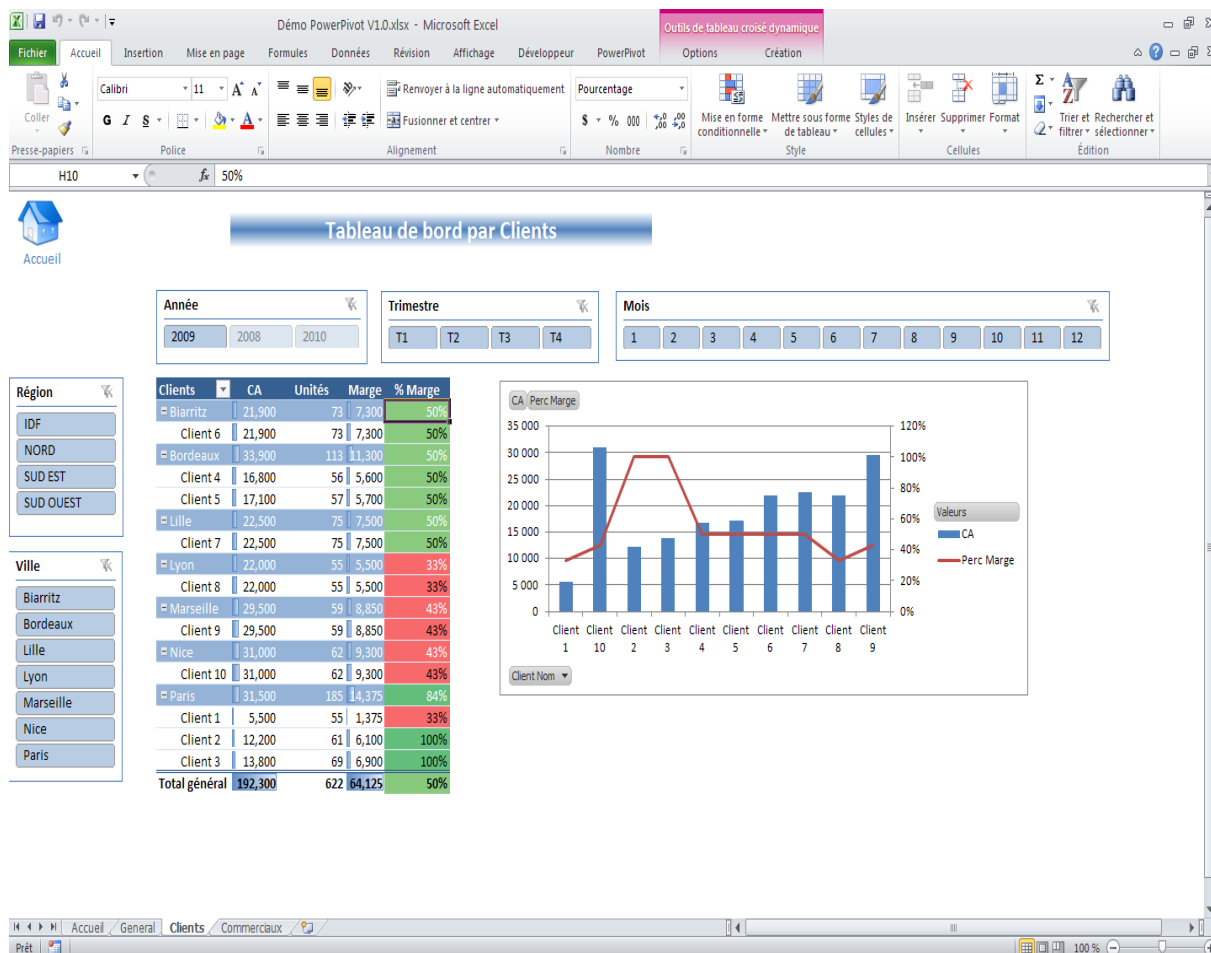 Démo PowerPivot V1.0.xlsx - Microsoft Excel
Outils de tableau croisé dynamique
Fichier Accueil Insertion Mise en page Formules Données Révision Affichage Développeur PowerPivot Options Création
Coller
Calibri 11
G I S
Renvoyer à la ligne automatiquement
Fusionner et centrer
Pourcentage
$ % 000
Mise en forme conditionnelle
Mettre sous forme de tableau
Styles de cellules
Insérer Supprimer Format
Trier et filtrer
Rechercher et sélectionner
Presse-papiers Police Alignement Nombre Style Cellules Édition
H10 fx 50%
Accueil
Tableau de bord par Clients
Année
2009 2008 2010
Trimestre
T1 T2 T3 T4
Mois
1 2 3 4 5 6 7 8 9 10 11 12
Région
IDF
NORD
SUD EST
SUD OUEST
Ville
Biarritz
Bordeaux
Lille
Lyon
Marseille
Nice
Paris
Clients CA Unités Marge % Marge
Biarritz 21,900 73 7,300 50%
Client 6 21,900 73 7,300 50%
Bordeaux 33,900 113 11,300 50%
Client 4 16,800 56 5,600 50%
Client 5 17,100 57 5,700 50%
Lille 22,500 75 7,500 50%
Client 7 22,500 75 7,500 50%
Lyon 22,000 55 5,500 33%
Client 8 22,000 55 5,500 33%
Marseille 29,500 59 8,850 43%
Client 9 29,500 59 8,850 43%
Nice 31,000 62 9,300 43%
Client 10 31,000 62 9,300 43%
Paris 31,500 185 14,375 84%
Client 1 5,500 55 1,375 33%
Client 2 12,200 61 6,100 100%
Client 3 13,800 69 6,900 100%
Total général 192,300 622 64,125 50%
CA Perc Marge
35 000
30 000
25 000
20 000
15 000
10 000
5 000
0
120%
100%
80%
60%
40%
20%
0%
Client Client Client Client Client Client Client Client Client Client
1 10 2 3 4 5 6 7 8 9
Valeurs
CA
Perc Marge
Client Nom
Accueil General Clients Commerciaux
Prêt 100 %